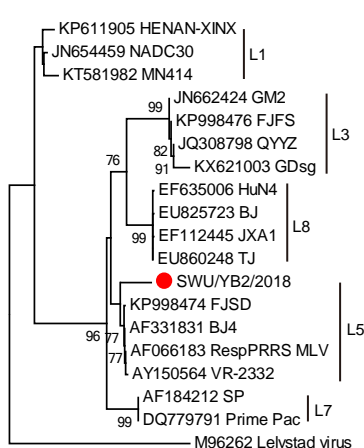 KP611905 HENAN-XINX
JN654459 NADC30
KT581982 MN414
L1
JN662424 GM2
99
KP998476 FJFS
JQ308798 QYYZ
L3
82
KX621003 GDsg
91
76
EF635006 HuN4
EU825723 BJ
EF112445 JXA1
L8
99
EU860248 TJ
SWU/YB2/2018
KP998474 FJSD
AF331831 BJ4
L5
96
77
AF066183 RespPRRS MLV
77
AY150564 VR-2332
AF184212 SP
L7
DQ779791 Prime Pac
99
M96262 Lelystad virus